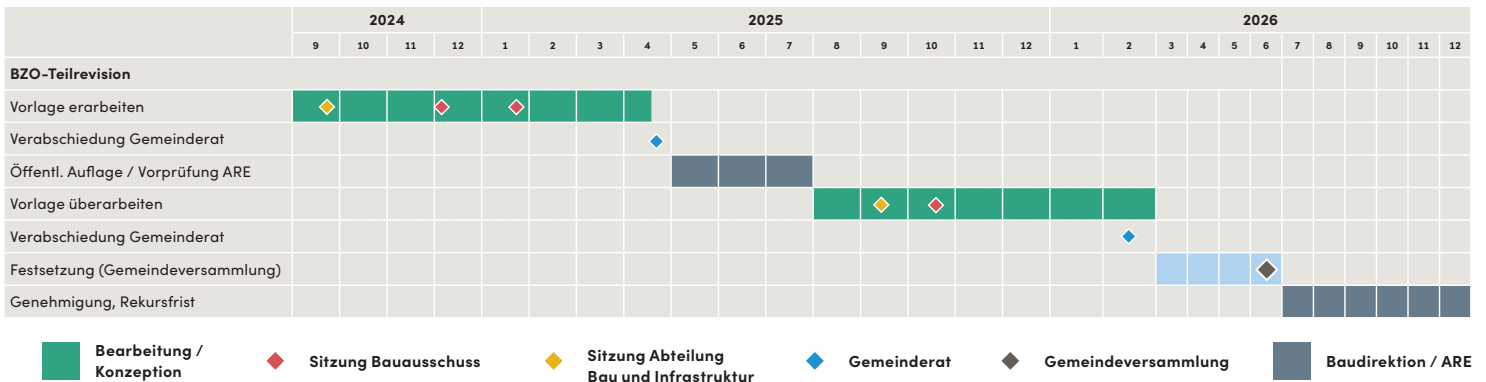 2024 2025 2026
9 10 11 12 1 2 3 4 5 6 7 8 9 10 11 12 1 2 3 4 5 6 7 8 9 10 11 12
BZO-Teilrevision
Vorlage erarbeiten
Verabschiedung Gemeinderat
Öffentl. Auflage / Vorprüfung ARE
Vorlage überarbeiten
Verabschiedung Gemeinderat
Festsetzung (Gemeindeversammlung)
Genehmigung, Rekursfrist
Bearbeitung /
Konzeption
Sitzung Bauausschuss
Sitzung Abteilung
Bau und Infrastruktur
Gemeinderat
Gemeindeversammlung
Baudirektion / ARE